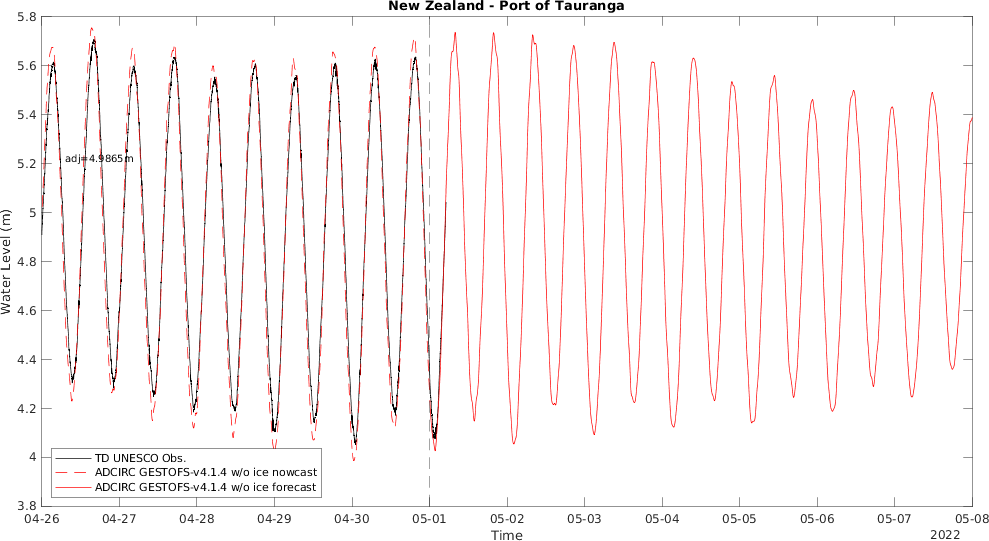 New Zealand - Port of Tauranga
5.8
5.6
5.4
5.2
5
4.8
4.6
4.4
4.2
4
3.8
Water Level (m)
adj=4.9865m
TD UNESCO Obs.
ADCIRC GESTOFS-v4.1.4 w/o ice nowcast
ADCIRC GESTOFS-v4.1.4 w/o ice forecast
04-26 04-27 04-28 04-29 04-30 05-01 05-02 05-03 05-04 05-05 05-06 05-07 05-08
Time
2022